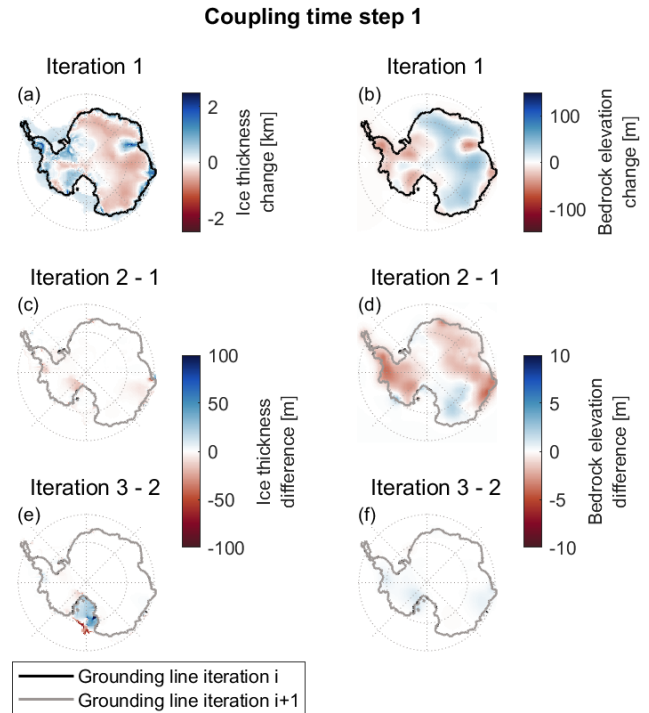 Coupling time step 1
Iteration 1
Iteration 1
(a)
2
0
-2
Ice thickness
change [km]
(b)
100
0
-100
Bedrock elevation
change [m]
Iteration 2 - 1
Iteration 2 - 1
(c)
(d)
100
50
0
-50
-100
Ice thickness
difference [m]
10
5
0
-5
-10
Bedrock elevation
difference [m]
Iteration 3 - 2
Iteration 3 - 2
(e)
(f)
Grounding line iteration i
Grounding line iteration i+1